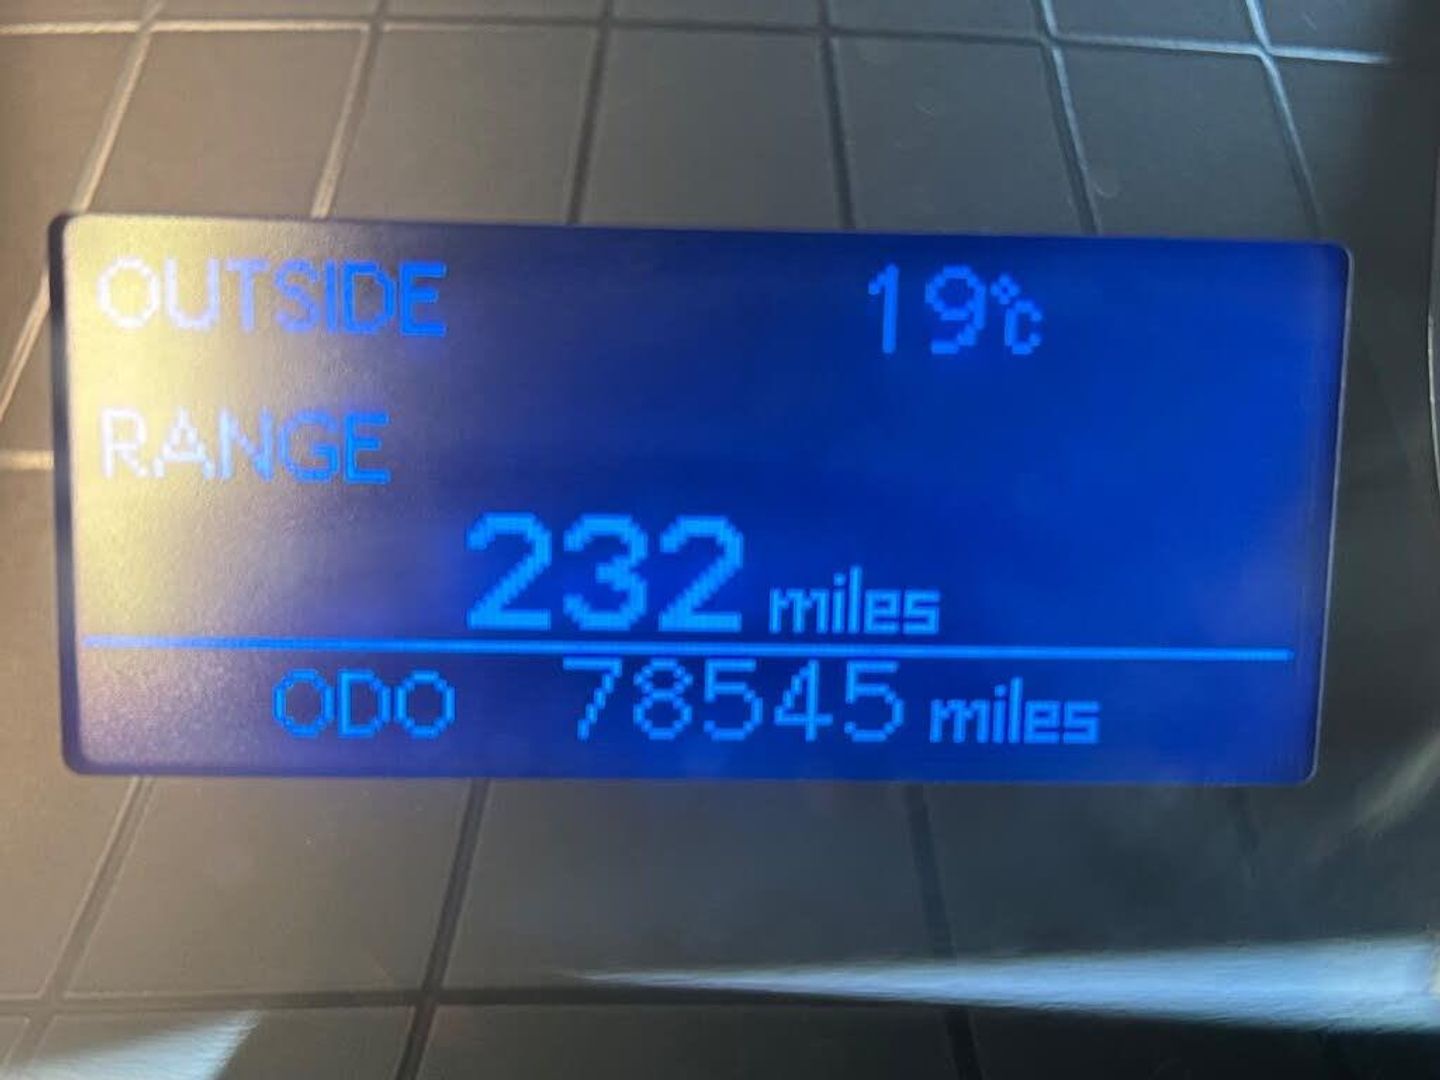 OUTSIDE 19°C
RANGE
232 miles
ODO 78545 miles